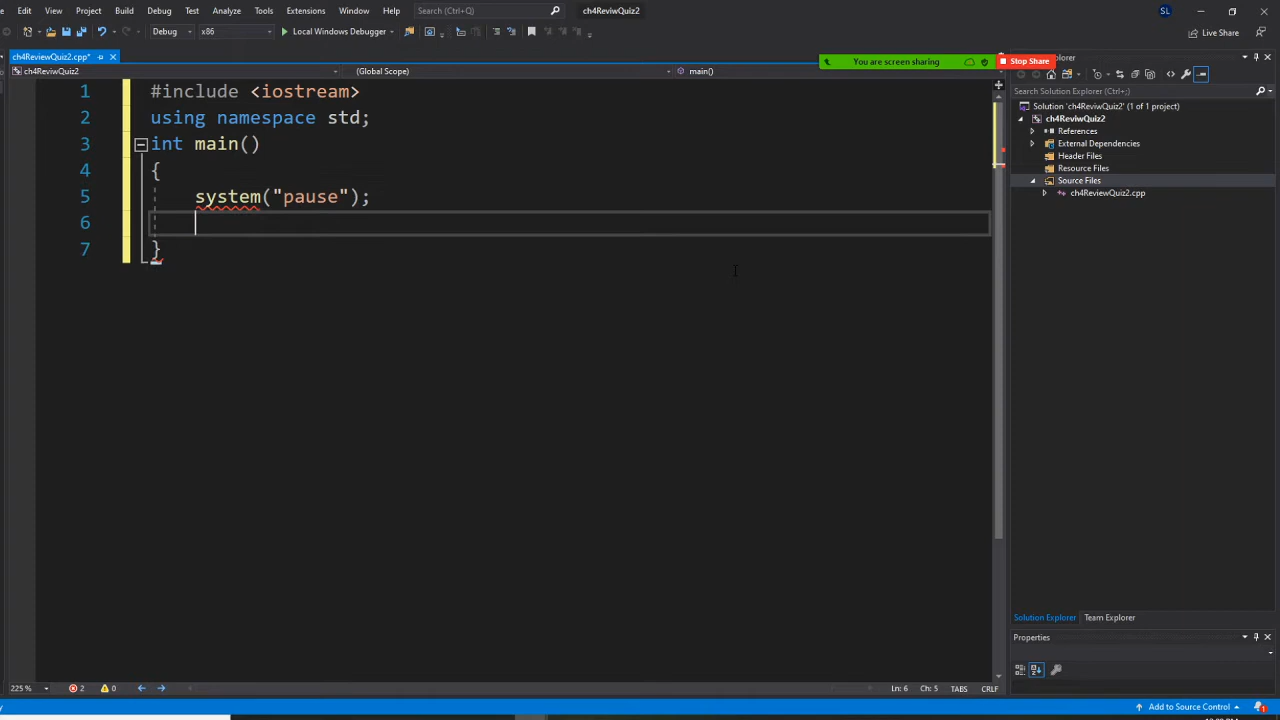 Edit View Project Build Debug Test Analyze Tools Extensions Window Help Search (Ctrl+Q) ch4ReviwQuiz2 SL
Debug x86 Local Windows Debugger Live Share
ch4ReviewQuiz2.cpp*
You are screen sharing Stop Share
ch4ReviwQuiz2 (Global Scope) main()
1 #include <iostream>
2 using namespace std;
3 int main()
4 {
5 system("pause");
6
7 }
225 % 2 0 Ln: 6 Ch: 5 TABS CRLF
Search Solution Explorer (Ctrl+;)
Solution 'ch4ReviwQuiz2' (1 of 1 project)
ch4ReviwQuiz2
References
External Dependencies
Header Files
Resource Files
Source Files
ch4ReviwQuiz2.cpp
Solution Explorer Team Explorer
Properties
Add to Source Control 1